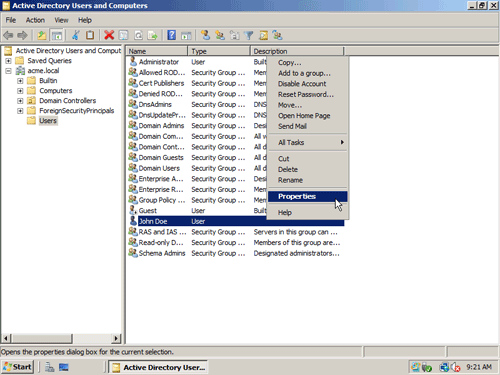 Active Directory Users and Computers
File Action View Help
Active Directory Users and Comput
Saved Queries
acme.local
Builtin
Computers
Domain Controllers
ForeignSecurityPrincipals
Users
Name Type Description
Administrator User Built
Allowed ROD... Security Group ... Mem
Cert Publishers Security Group ... Mem
Denied ROD... Security Group ... Mem
DnsAdmins Security Group ... DNS
DnsUpdatePr... Security Group ... DNS
Domain Admins Security Group ... Desi
Domain Com... Security Group ... All w
Domain Cont... Security Group ... All d
Domain Guests Security Group ... All d
Domain Users Security Group ... All d
Enterprise A... Security Group ... Desi
Enterprise R... Security Group ... Mem
Group Policy ... Security Group ... Mem
Guest User Built
John Doe User
RAS and IAS ... Security Group ... Servers in this group can ...
Read-only D... Security Group ... Members of this group are...
Schema Admins Security Group ... Designated administrators...
Copy...
Add to a group...
Disable Account
Reset Password...
Move...
Open Home Page
Send Mail
All Tasks
Cut
Delete
Rename
Properties
Help
Opens the properties dialog box for the current selection.
Start Active Directory User... 9:21 AM